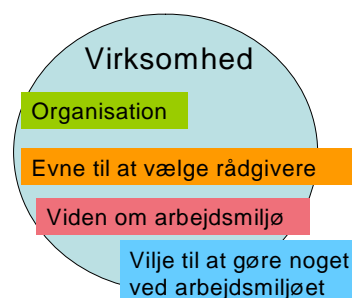 Virksomhed
Organisation
Evne til at vælge rådgivere
Viden om arbejdsmiljø
Vilje til at gøre noget
ved arbejdsmiljøet